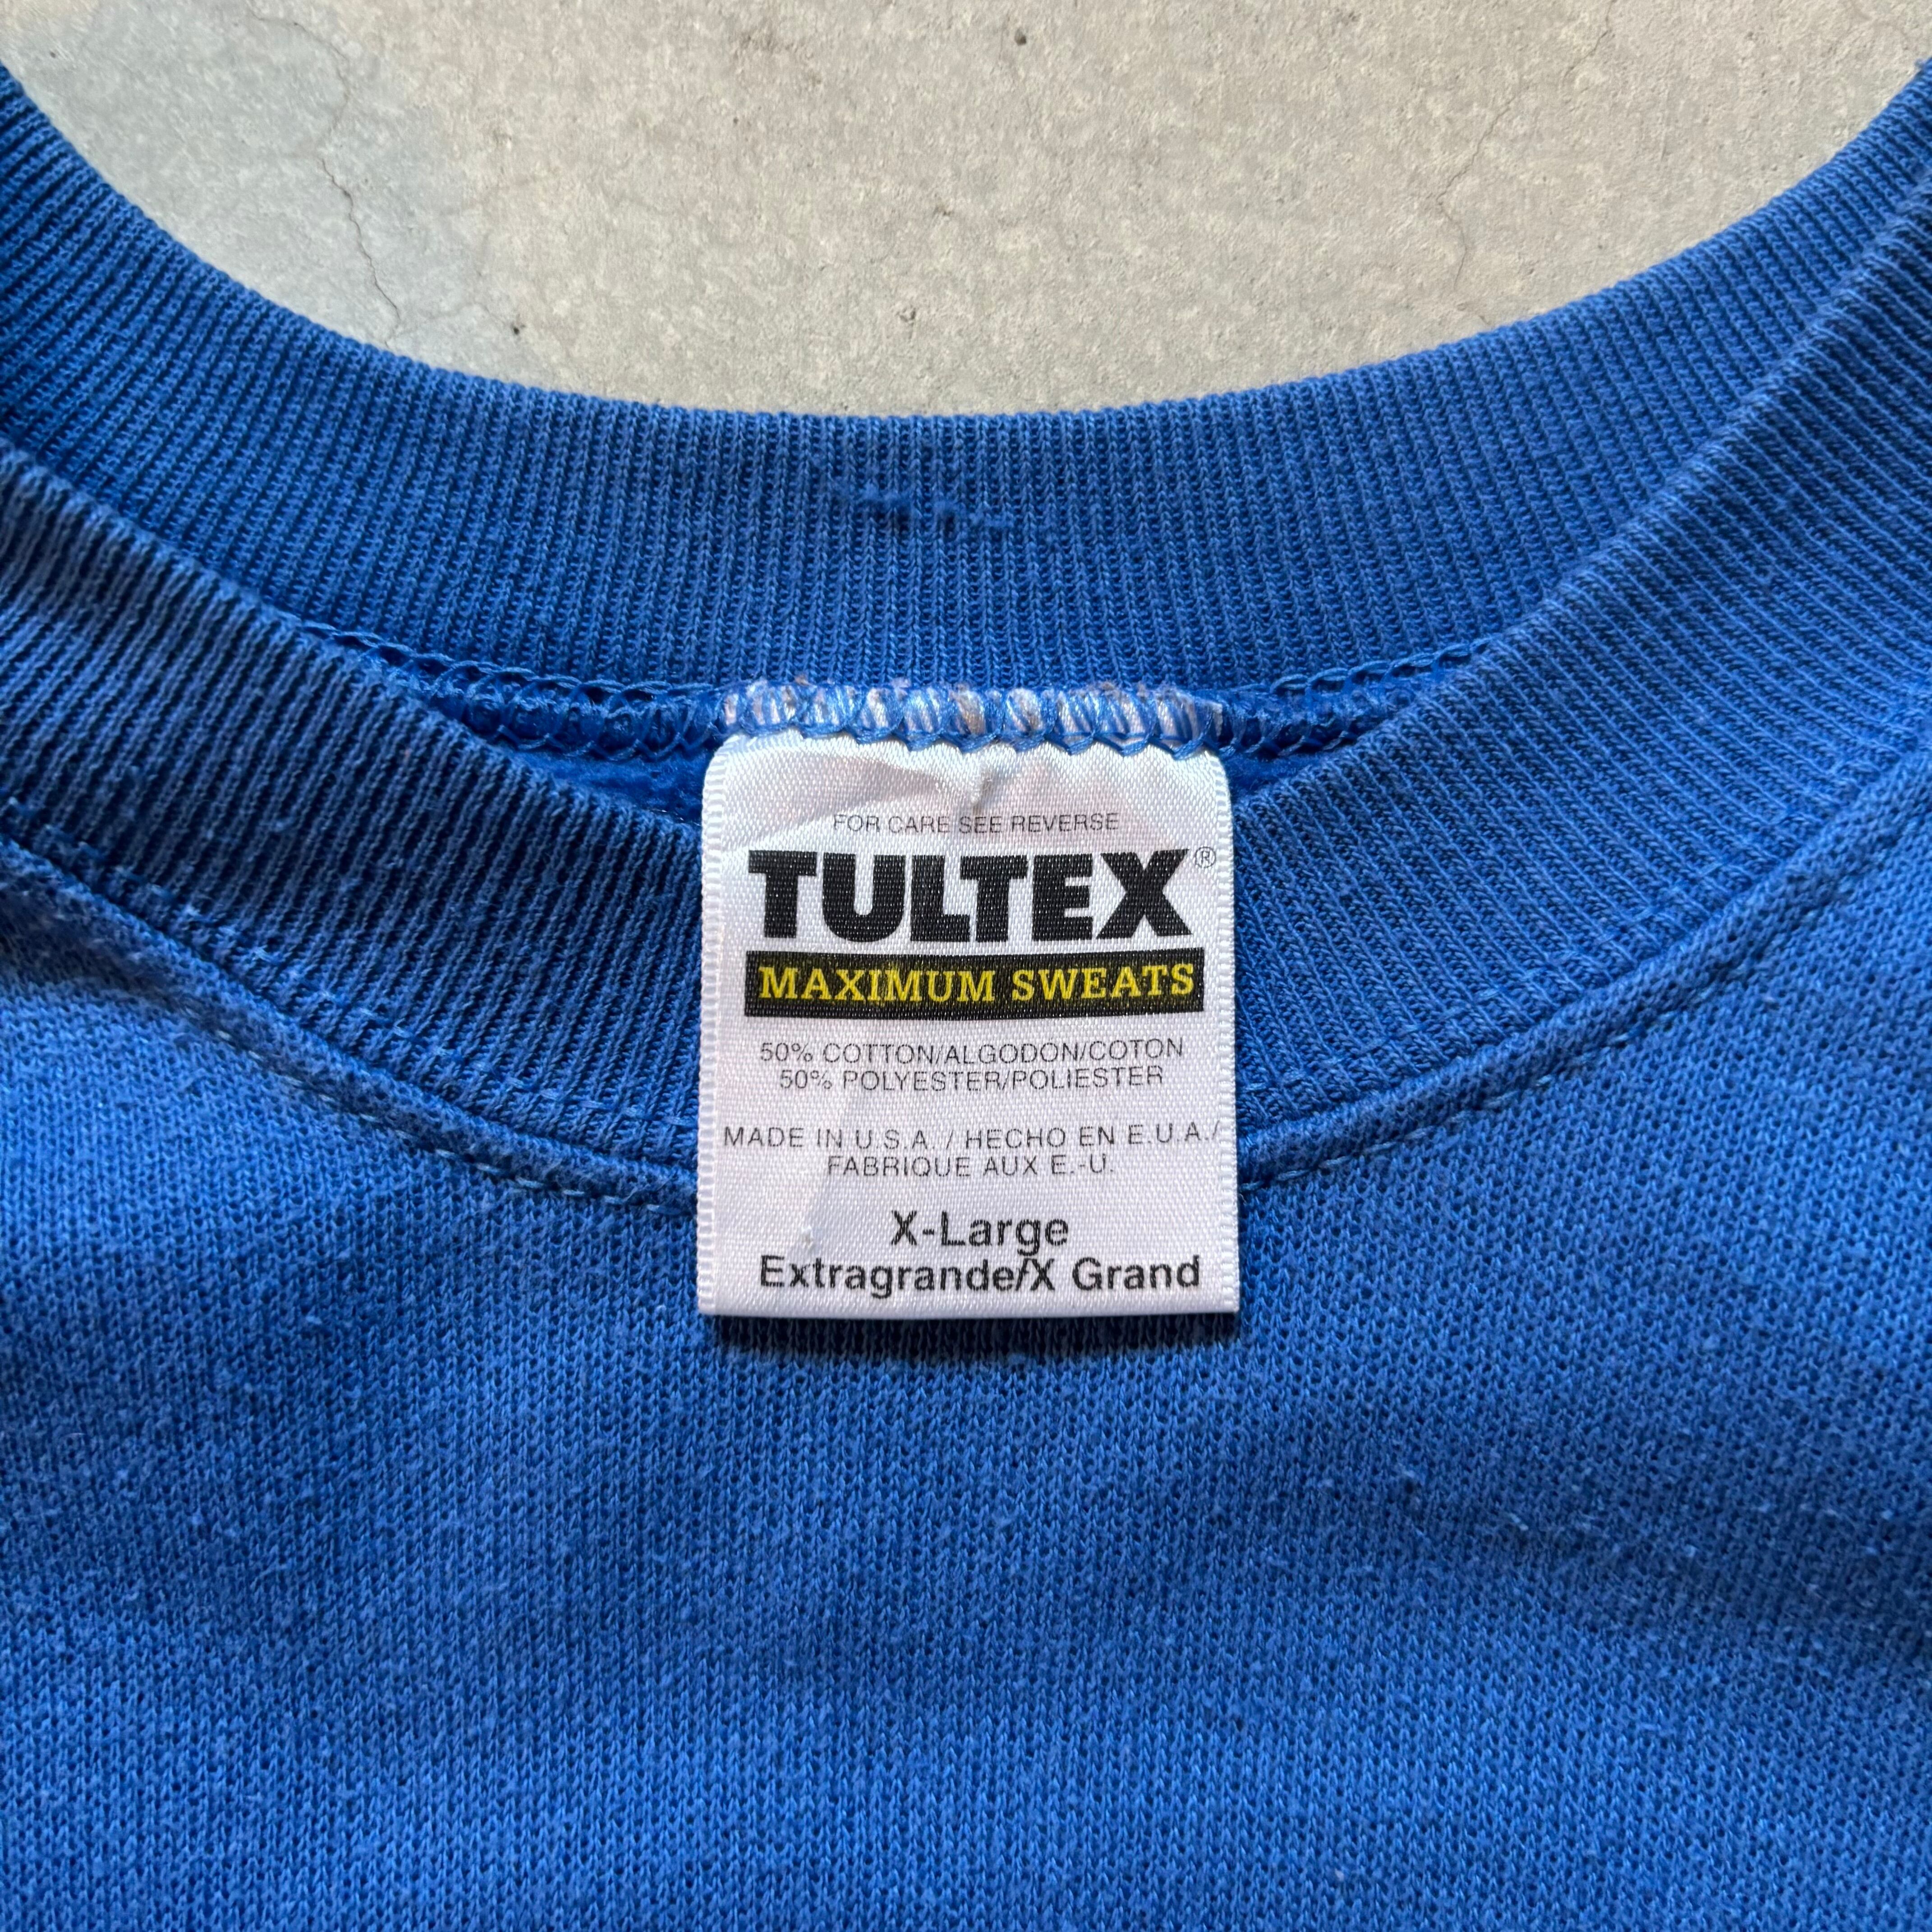 FOR CARE SEE REVERSE
TULTEX®
MAXIMUM SWEATS
50% COTTON/ALGODON/COTON
50% POLYESTER/POLIESTER
MADE IN U.S.A. / HECHO EN E.U.A./
FABRIQUE AUX E.-U.
X-Large
Extragrande/X Grand